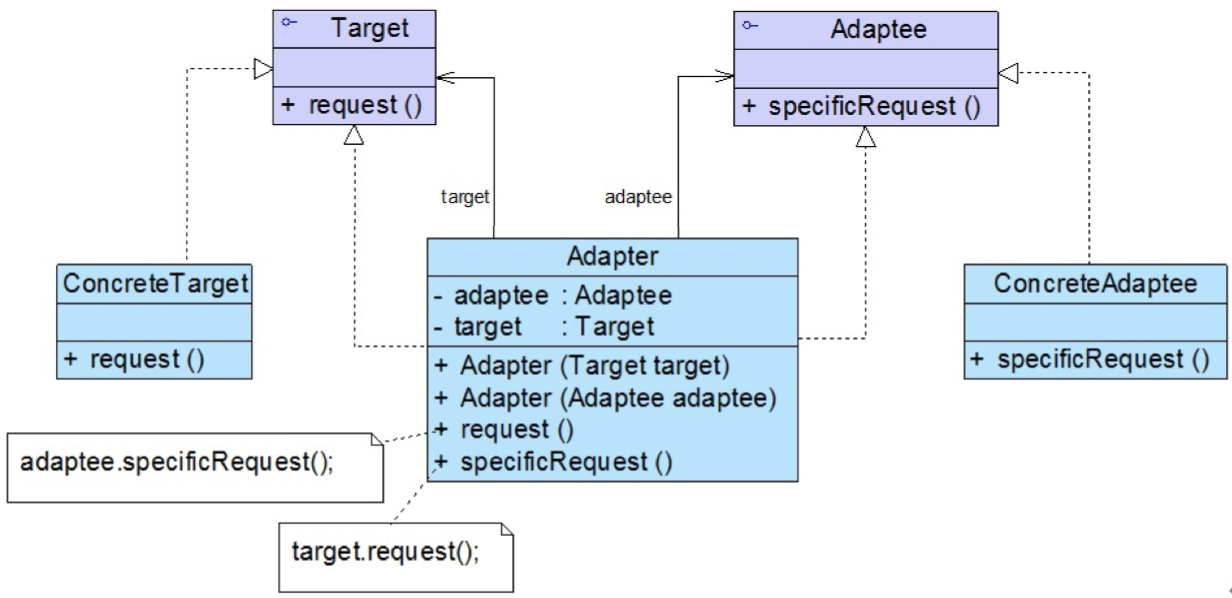 Target
+ request ()
Adaptee
+ specificRequest ()
target
adaptee
ConcreteTarget
+ request ()
Adapter
- adaptee : Adaptee
- target : Target
+ Adapter (Target target)
+ Adapter (Adaptee adaptee)
+ request ()
+ specificRequest ()
ConcreteAdaptee
+ specificRequest ()
adaptee.specificRequest();
target.request();